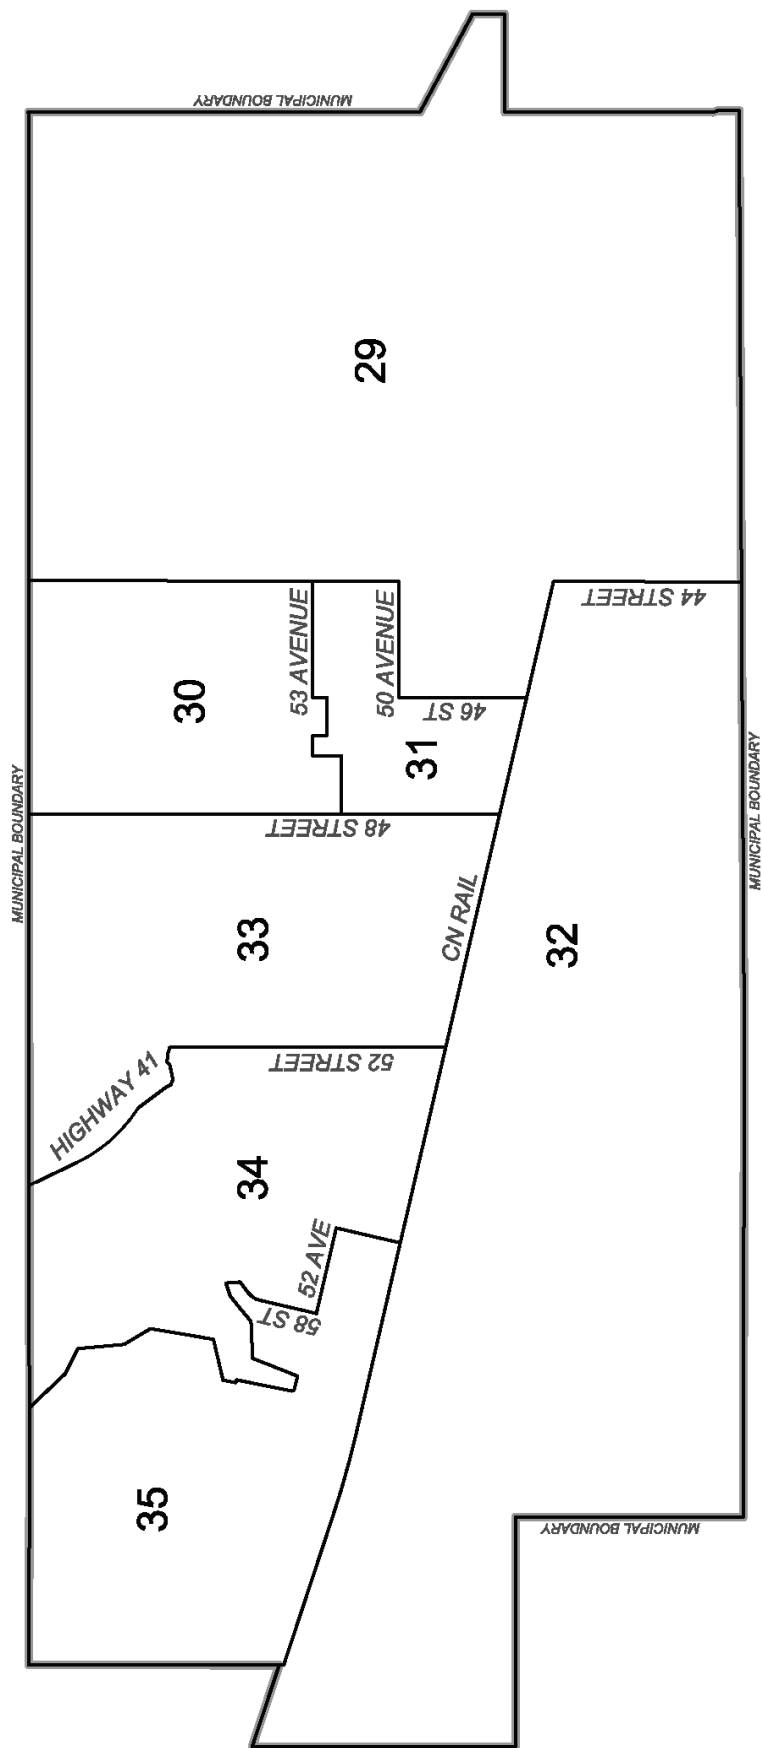 MUNICIPAL BOUNDARY
29
44 STREET
53 AVENUE
50 AVENUE
30
46 ST
31
MUNICIPAL BOUNDARY
MUNICIPAL BOUNDARY
48 STREET
CN RAIL
33
32
52 STREET
HIGHWAY 41
34
52 AVE
58 ST
35
MUNICIPAL BOUNDARY